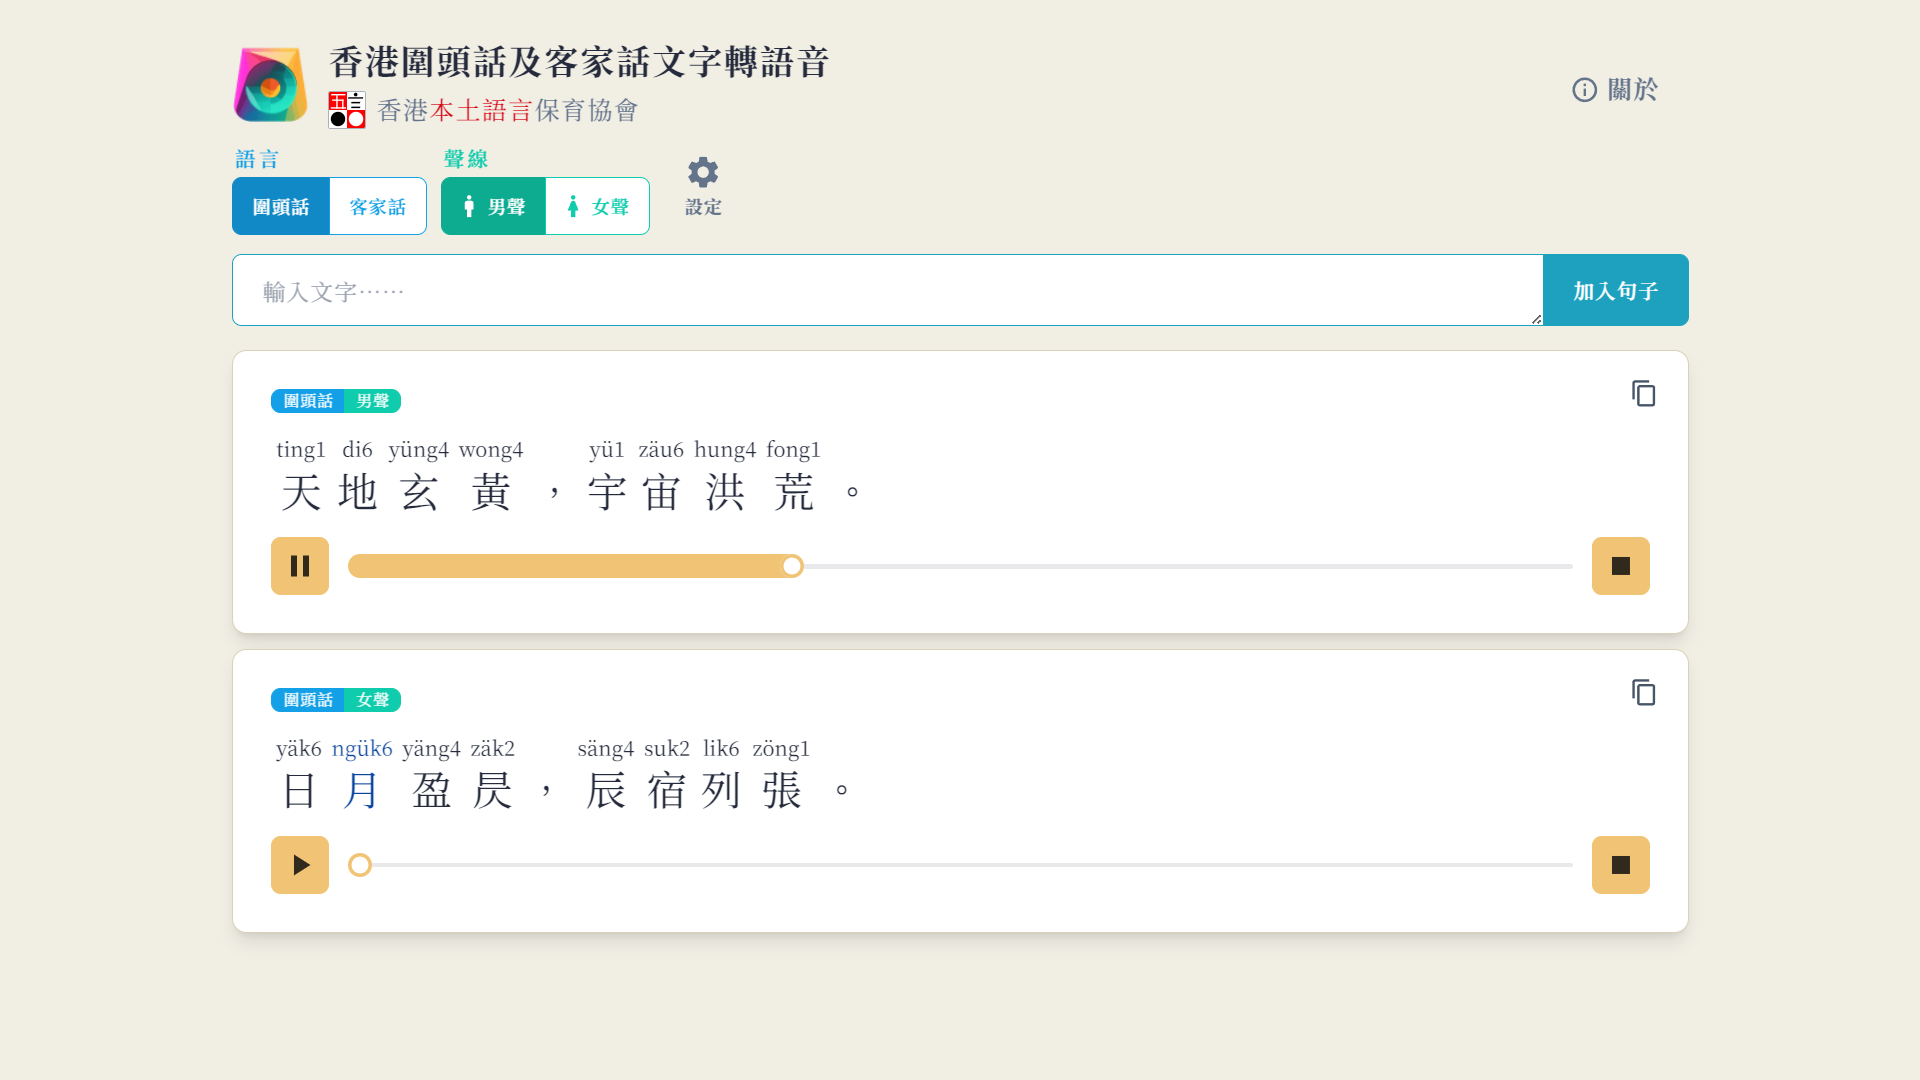 香港圍頭話及客家話文字轉語音
香港本土語言保育協會
關於
語言
聲線
圍頭話
客家話
男聲
女聲
設定
輸入文字⋯⋯
加入句子
圍頭話 男聲
ting1 di6 yüng4 wong4 yü1 zäu6 hung4 fong1
天地玄黃，宇宙洪荒。
圍頭話 女聲
yäk6 ngük6 yäng4 zäk2 säng4 suk2 lik6 zöng1
日月盈昃，辰宿列張。